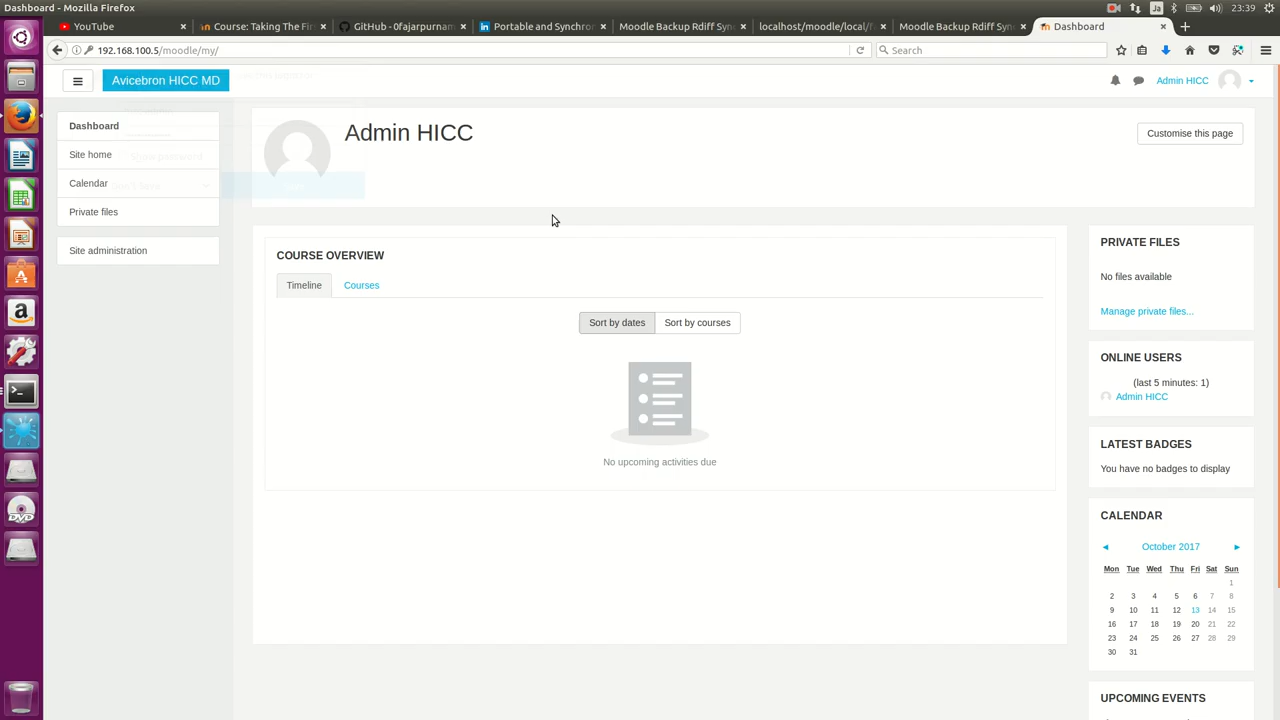 Dashboard - Mozilla Firefox
Ja
23:39
YouTube
Course: Taking The Fir
GitHub - 0fajarpurnam
Portable and Synchron
Moodle Backup Rdiff Sync
localhost/moodle/local/f
Moodle Backup Rdiff Sync
Dashboard
192.168.100.5/moodle/my/
Search
Avicebron HICC MD
Admin HICC
Dashboard
Site home
Calendar
Private files
Site administration
Admin HICC
Customise this page
COURSE OVERVIEW
Timeline
Courses
Sort by dates
Sort by courses
No upcoming activities due
PRIVATE FILES
No files available
Manage private files...
ONLINE USERS
(last 5 minutes: 1)
Admin HICC
LATEST BADGES
You have no badges to display
CALENDAR
◄ October 2017 ►
Mon Tue Wed Thu Fri Sat Sun
1
2 3 4 5 6 7 8
9 10 11 12 13 14 15
16 17 18 19 20 21 22
23 24 25 26 27 28 29
30 31
UPCOMING EVENTS